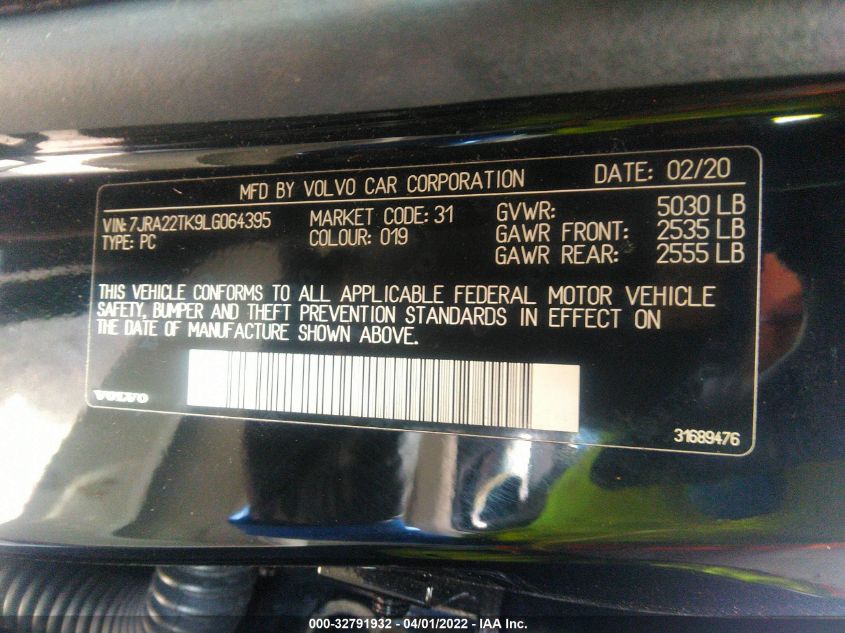 MFD BY VOLVO CAR CORPORATION DATE: 02/20
VIN: 7JRA22TK9LG064395 MARKET CODE: 31 GVWR: 5030 LB
TYPE: PC COLOUR: 019 GAWR FRONT: 2535 LB
GAWR REAR: 2555 LB
THIS VEHICLE CONFORMS TO ALL APPLICABLE FEDERAL MOTOR VEHICLE
SAFETY, BUMPER AND THEFT PREVENTION STANDARDS IN EFFECT ON
THE DATE OF MANUFACTURE SHOWN ABOVE.
VOLVO
31689476
000-32791932 - 04/01/2022 - IAA Inc.